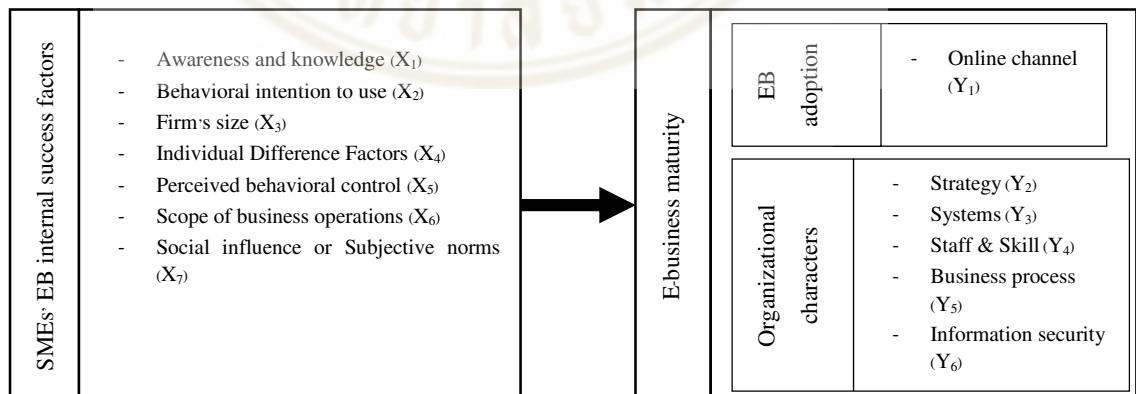 SMEs' EB internal success factors
- Awareness and knowledge (X₁)
- Behavioral intention to use (X₂)
- Firm's size (X₃)
- Individual Difference Factors (X₄)
- Perceived behavioral control (X₅)
- Scope of business operations (X₆)
- Social influence or Subjective norms
(X₇)
E-business maturity
EB
adoption
- Online channel
(Y₁)
Organizational
characters
- Strategy (Y₂)
- Systems (Y₃)
- Staff & Skill (Y₄)
- Business process
(Y₅)
- Information security
(Y₆)